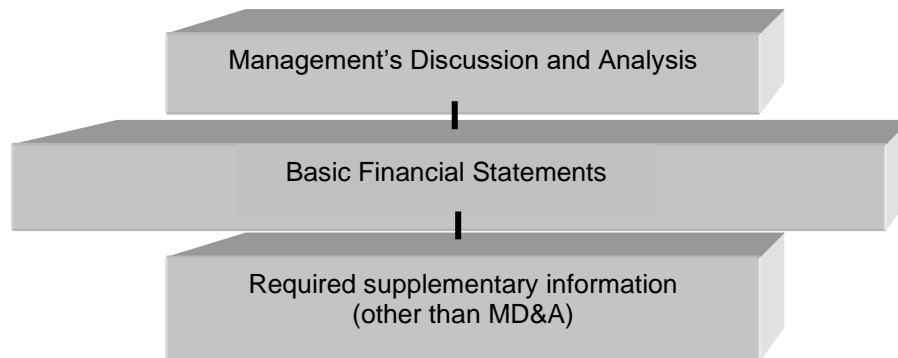 Management’s Discussion and Analysis
Basic Financial Statements
Required supplementary information
(other than MD&A)